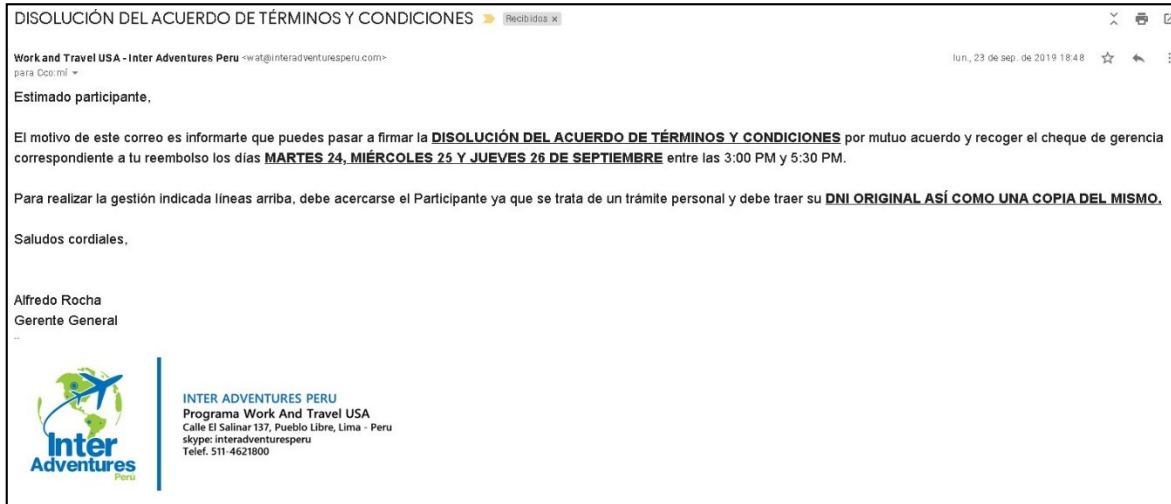 DISOLUCIÓN DEL ACUERDO DE TÉRMINOS Y CONDICIONES Recibidos x
Work and Travel USA - Inter Adventures Peru <wat@interadventuresperu.com> lun., 23 de sep. de 2019 18:48
para Cco:mí
Estimado participante,
El motivo de este correo es informarte que puedes pasar a firmar la DISOLUCIÓN DEL ACUERDO DE TÉRMINOS Y CONDICIONES por mutuo acuerdo y recoger el cheque de gerencia
correspondiente a tu reembolso los días MARTES 24, MIÉRCOLES 25 Y JUEVES 26 DE SEPTIEMBRE entre las 3:00 PM y 5:30 PM.
Para realizar la gestión indicada líneas arriba, debe acercarse el Participante ya que se trata de un trámite personal y debe traer su DNI ORIGINAL ASÍ COMO UNA COPIA DEL MISMO.
Saludos cordiales,
Alfredo Rocha
Gerente General
--
Inter
Adventures
Perú
INTER ADVENTURES PERU
Programa Work And Travel USA
Calle El Salinar 137, Pueblo Libre, Lima - Peru
skype: interadventuresperu
Telef. 511-4621800